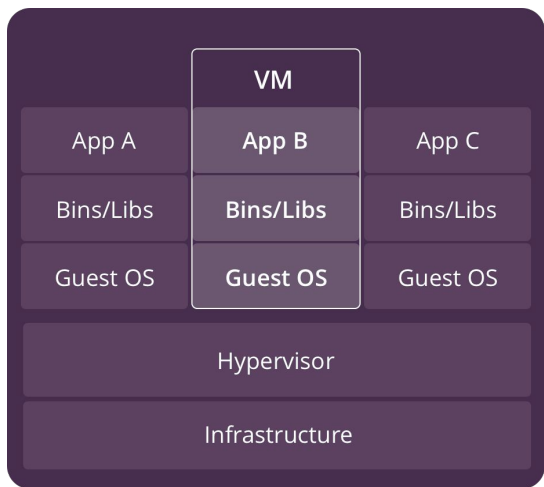 VM
App A
App B
App C
Bins/Libs
Bins/Libs
Bins/Libs
Guest OS
Guest OS
Guest OS
Hypervisor
Infrastructure